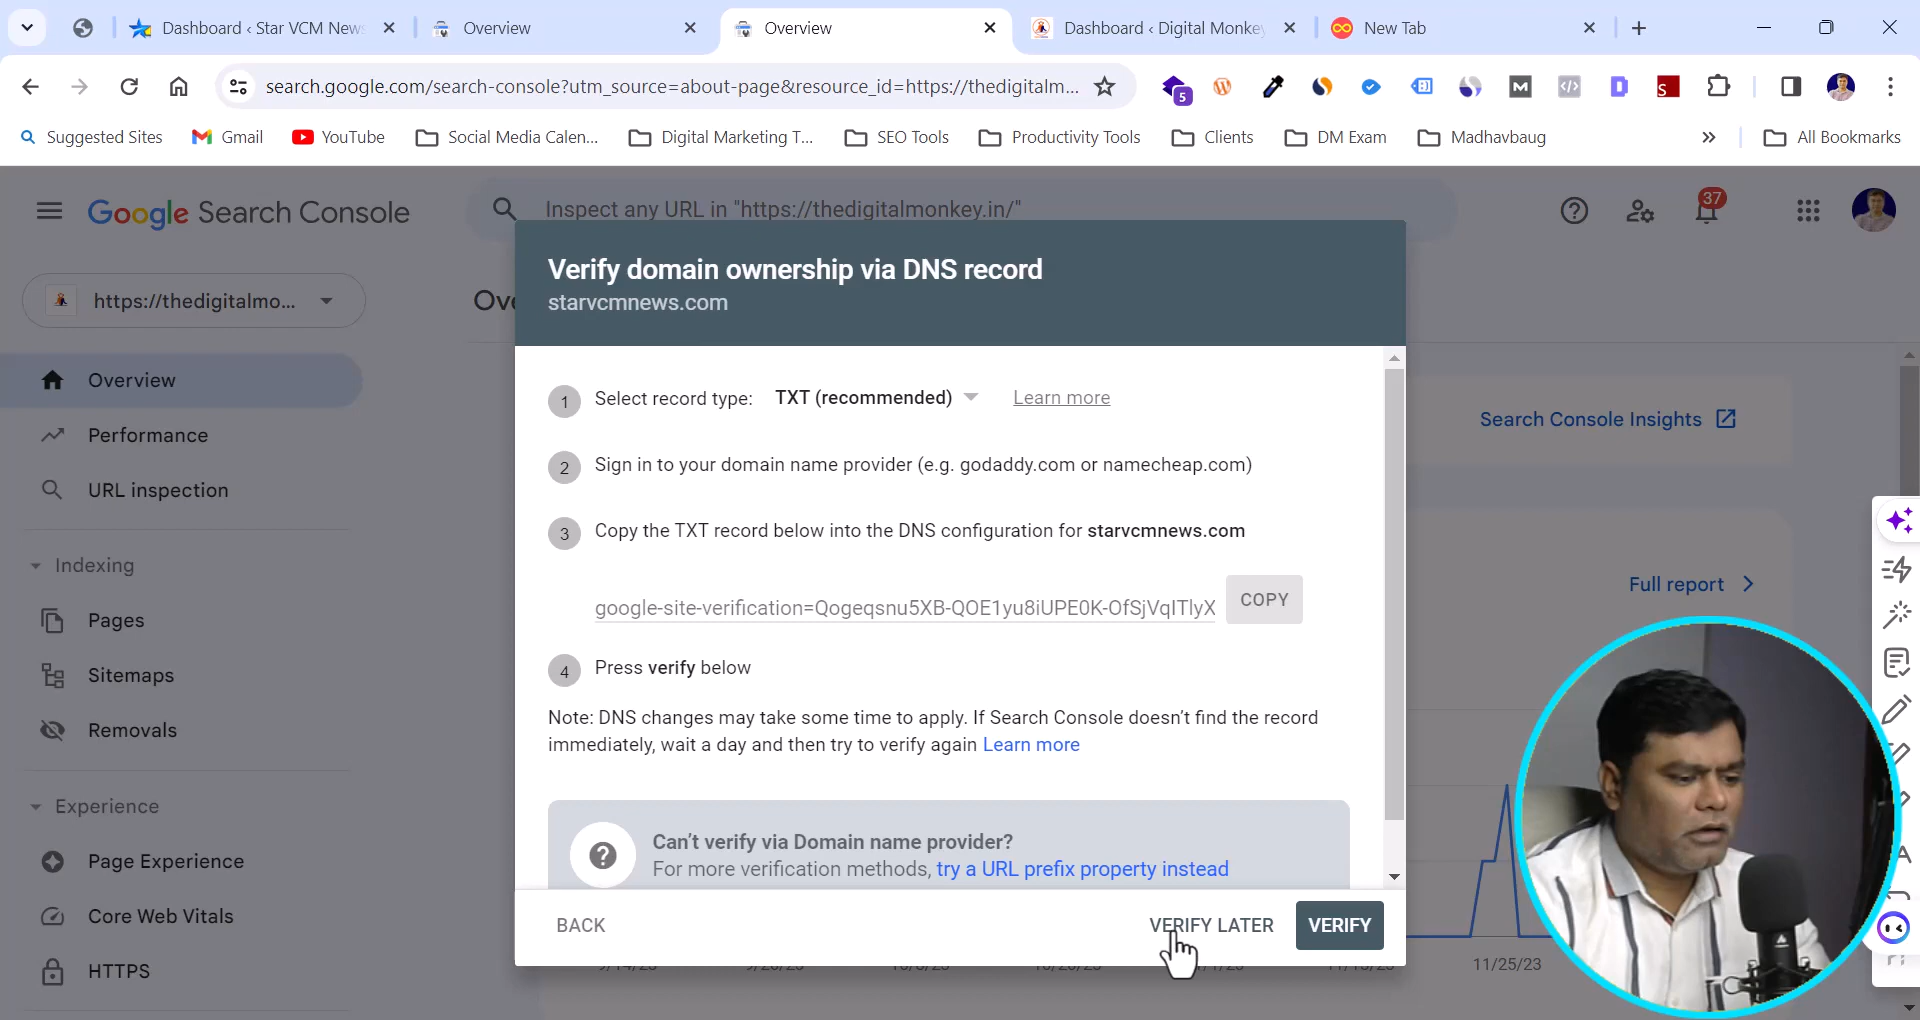 Dashboard ‹ Star VCM News
Overview
Overview
Dashboard ‹ Digital Monkey
New Tab
search.google.com/search-console?utm_source=about-page&resource_id=https://thedigitalm...
5
Suggested Sites
Gmail
YouTube
Social Media Calen...
Digital Marketing T...
SEO Tools
Productivity Tools
Clients
DM Exam
Madhavbaug
All Bookmarks
Google Search Console
Inspect any URL in "https://thedigitalmonkey.in/"
37
https://thedigitalmo...
Ove
Overview
Performance
URL inspection
Indexing
Pages
Sitemaps
Removals
Experience
Page Experience
Core Web Vitals
HTTPS
Search Console Insights
Full report
Verify domain ownership via DNS record
starvcmnews.com
1 Select record type: TXT (recommended) Learn more
2 Sign in to your domain name provider (e.g. godaddy.com or namecheap.com)
3 Copy the TXT record below into the DNS configuration for starvcmnews.com
google-site-verification=Qogeqsnu5XB-QOE1yu8iUPE0K-OfSjVqITlyX
COPY
4 Press verify below
Note: DNS changes may take some time to apply. If Search Console doesn't find the record
immediately, wait a day and then try to verify again Learn more
Can't verify via Domain name provider?
For more verification methods, try a URL prefix property instead
BACK
VERIFY LATER
VERIFY
11/25/23